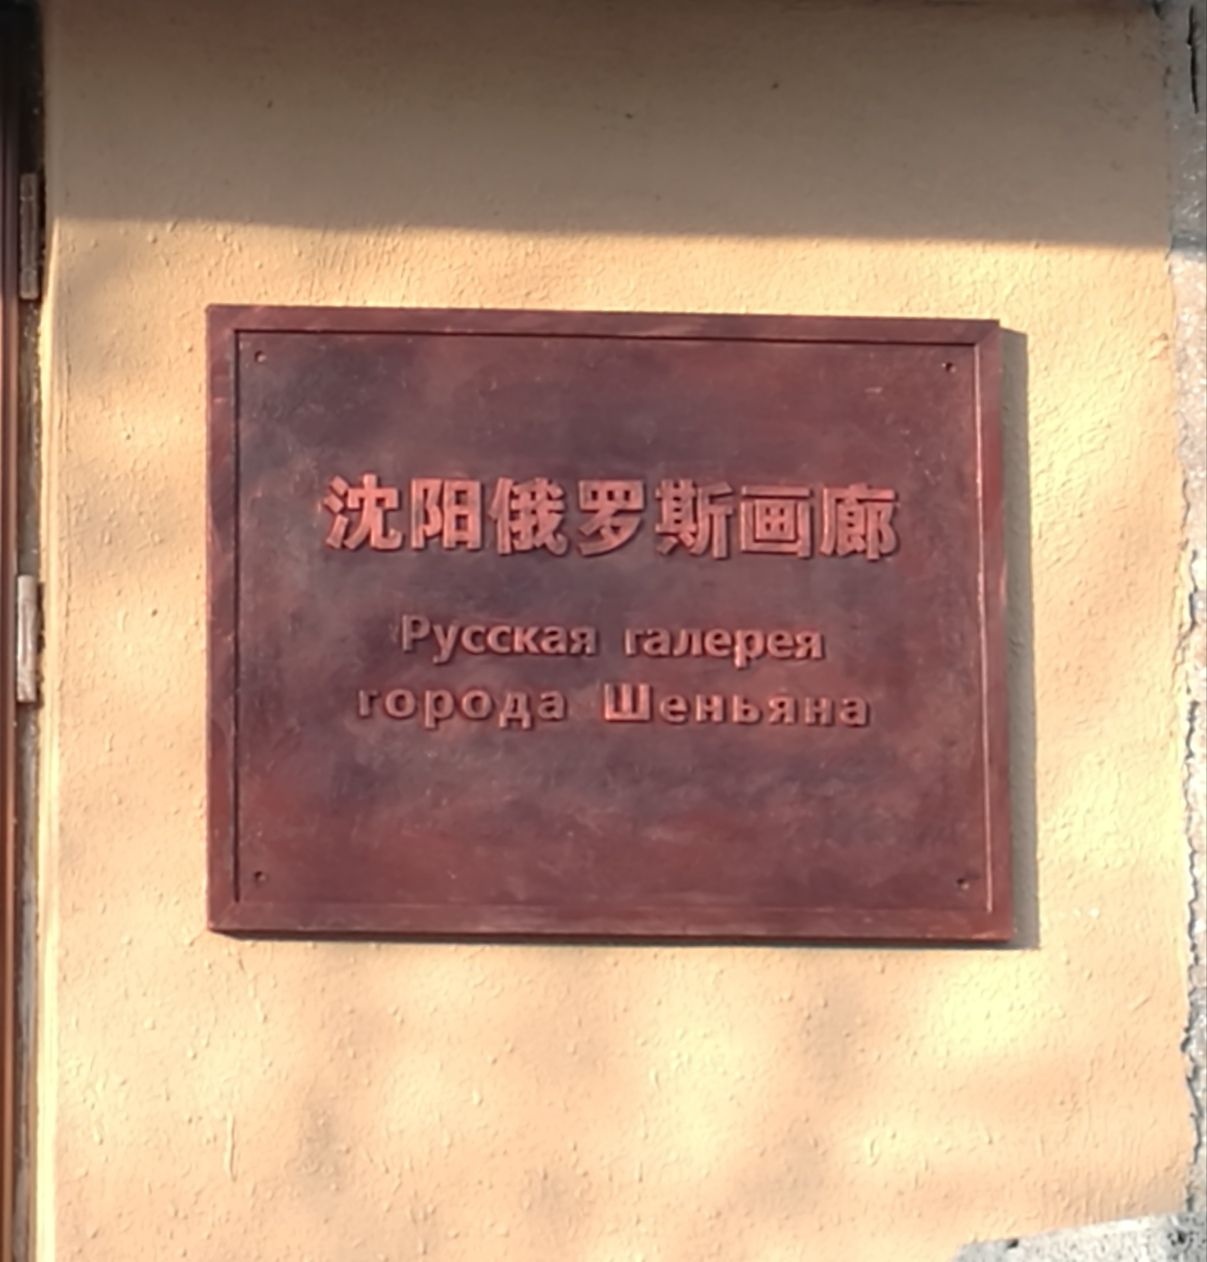 沈阳俄罗斯画廊
Русская галерея
города Шеньяна